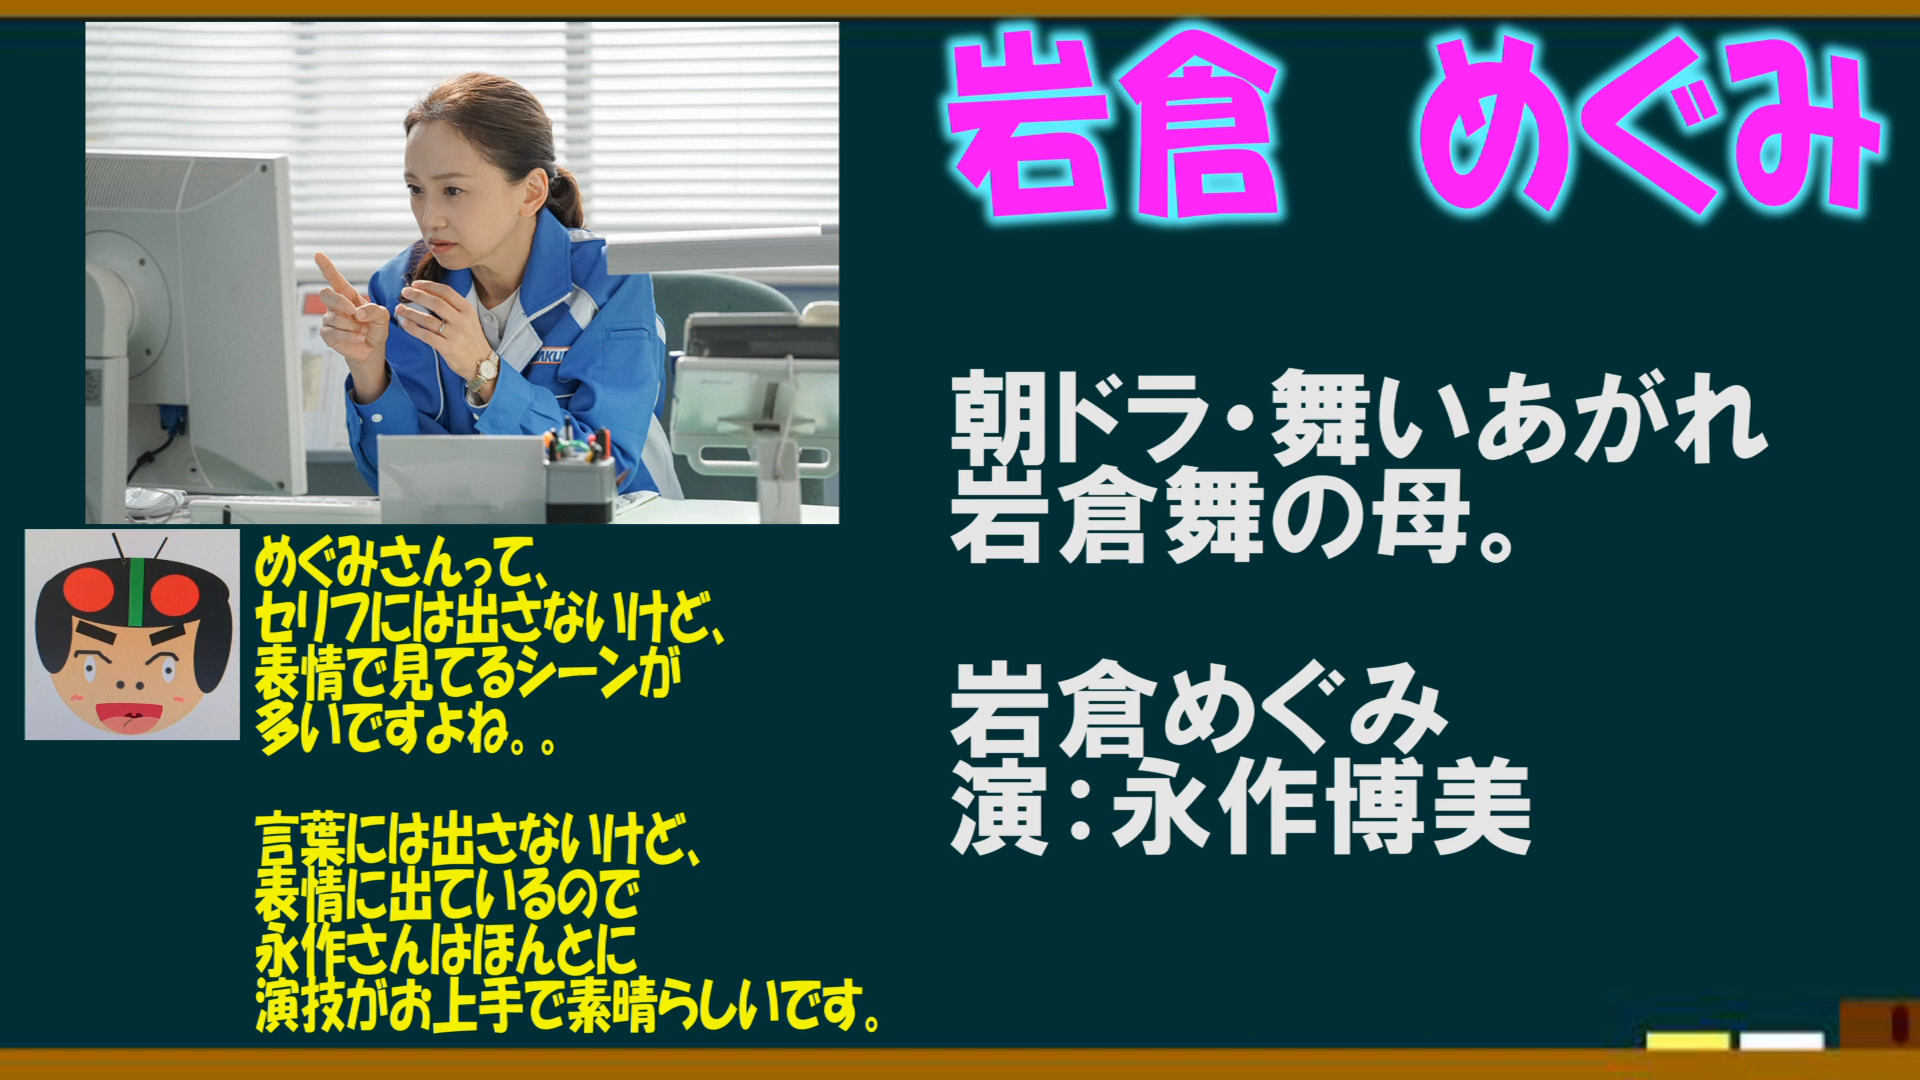 岩倉　めぐみ
朝ドラ・舞いあがれ
岩倉舞の母。
岩倉めぐみ
演：永作博美
めぐみさんって、
セリフには出さないけど、
表情で見てるシーンが
多いですよね。。
言葉には出さないけど、
表情に出ているので
永作さんはほんとに
演技がお上手で素晴らしいです。